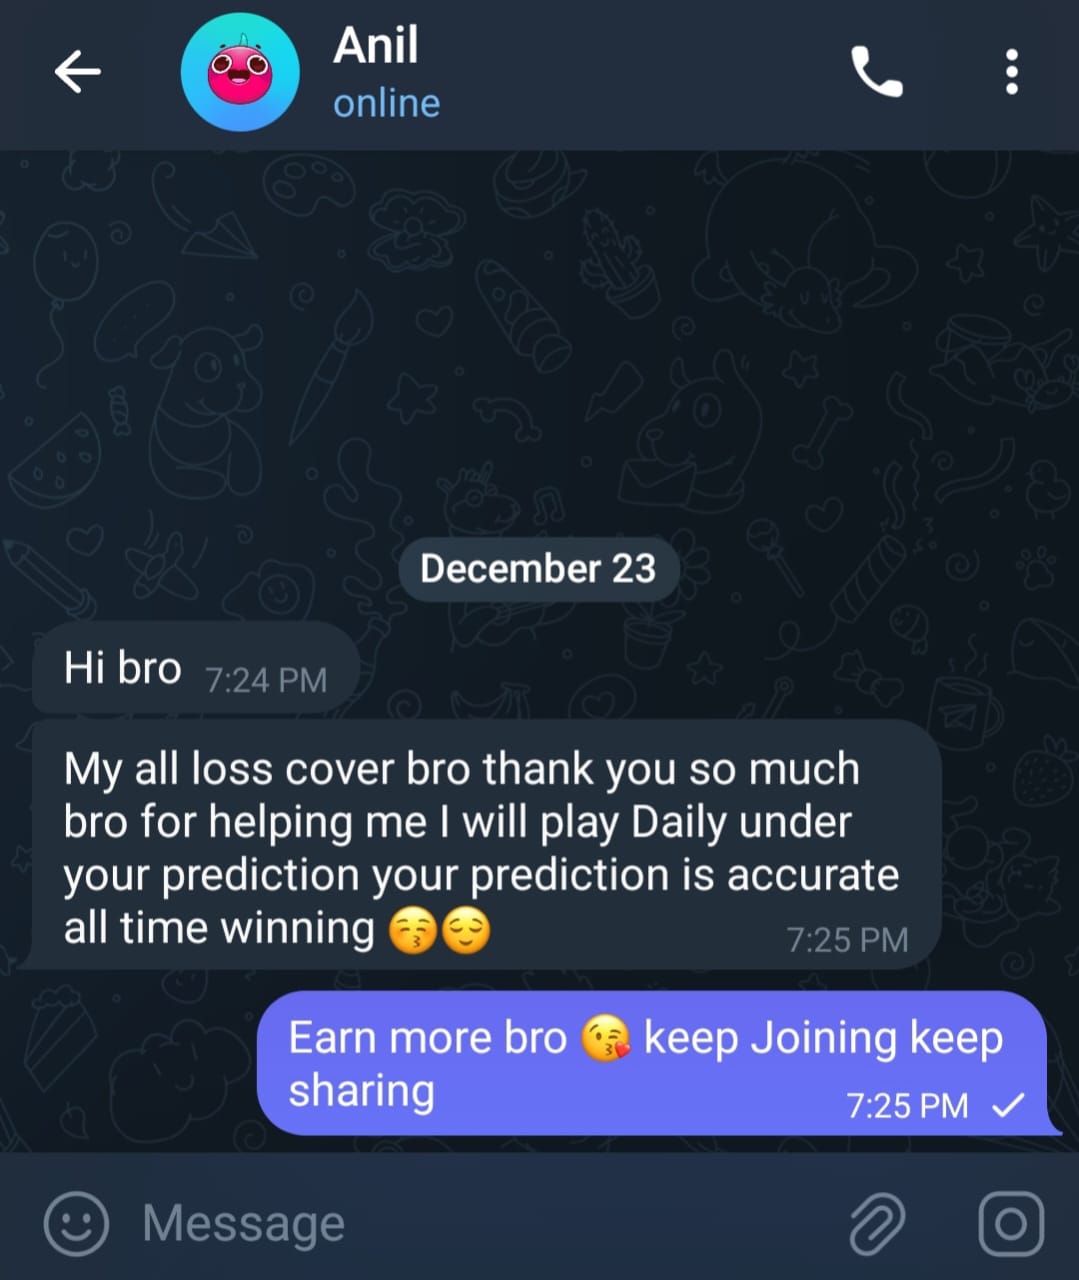 Anil
online
December 23
Hi bro 7:24 PM
My all loss cover bro thank you so much
bro for helping me I will play Daily under
your prediction your prediction is accurate
all time winning 😚😌 7:25 PM
Earn more bro 😘 keep Joining keep
sharing 7:25 PM
Message